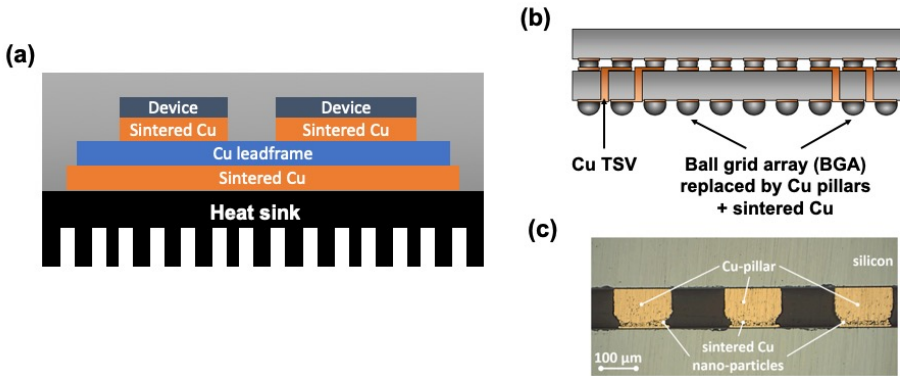 (a)
Device
Device
Sintered Cu
Sintered Cu
Cu leadframe
Sintered Cu
Heat sink
(b)
Cu TSV
Ball grid array (BGA)
replaced by Cu pillars
+ sintered Cu
(c)
Cu-pillar
silicon
sintered Cu
nano-particles
100 µm